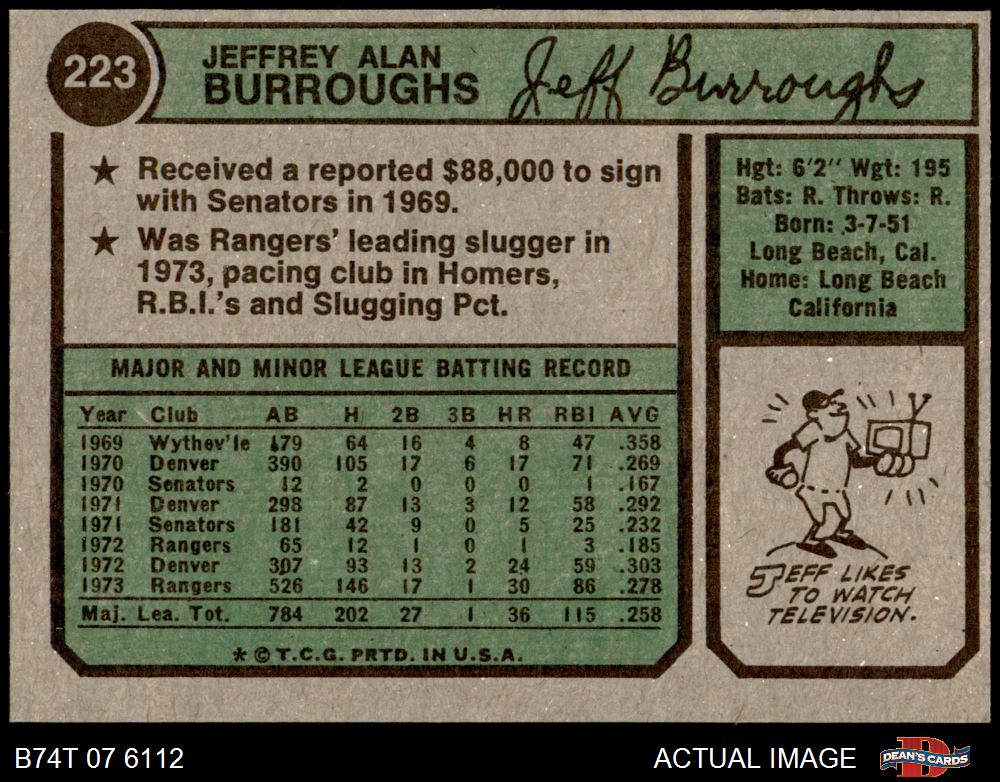 223
JEFFREY ALAN
BURROUGHS
Jeff Burroughs
★ Received a reported $88,000 to sign
with Senators in 1969.
★ Was Rangers' leading slugger in
1973, pacing club in Homers,
R.B.I.'s and Slugging Pct.
Hgt: 6'2" Wgt: 195
Bats: R. Throws: R.
Born: 3-7-51
Long Beach, Cal.
Home: Long Beach
California
MAJOR AND MINOR LEAGUE BATTING RECORD
Year Club AB H 2B 3B HR RBI AVG
1969 Wythev'le 179 64 16 4 8 47 .358
1970 Denver 390 105 17 6 17 71 .269
1970 Senators 12 2 0 0 0 1 .167
1971 Denver 298 87 13 3 12 58 .292
1971 Senators 181 42 9 0 5 25 .232
1972 Rangers 65 12 1 0 1 3 .185
1972 Denver 307 93 13 2 24 59 .303
1973 Rangers 526 146 17 1 30 86 .278
Maj. Lea. Tot. 784 202 27 1 36 115 .258
* © T.C.G. PRTD. IN U.S.A.
JEFF LIKES
TO WATCH
TELEVISION.
B74T 07 6112
ACTUAL IMAGE
DEAN'S CARDS